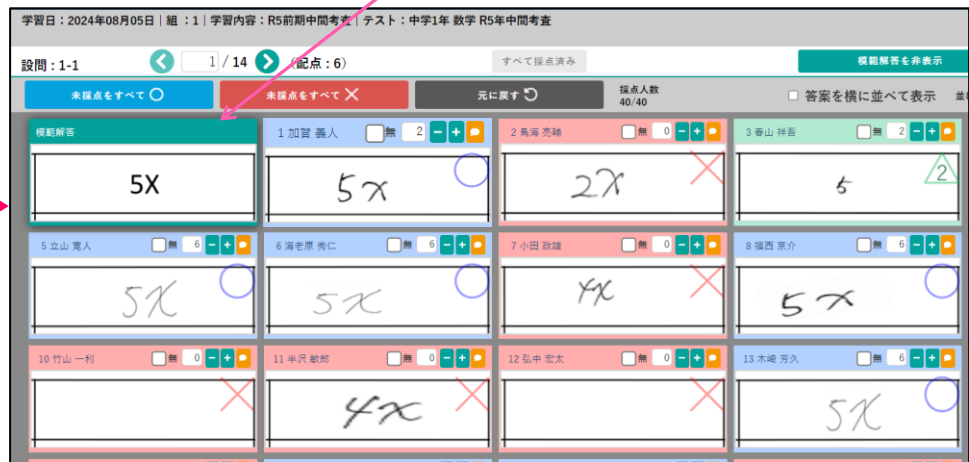 学習日：2024年08月05日 | 組 ：1 | 学習内容：R5前期中間考査 | テスト：中学1年 数学 R5年中間考査
設問：1-1 1 / 14 (配点：6) すべて採点済み 模範解答を非表示
未採点をすべて〇 未採点をすべて✕ 元に戻す 採点人数 答案を横に並べて表示
40/40
模範解答 1 加賀 義人 無 2 - + 2 鳥海 亮輔 無 0 - + 3 春山 祥吾 無 2 - +
5X 5x 2x 5 2
5 立山 寛人 無 6 - + 6 海老原 秀仁 無 6 - + 7 小田 政雄 無 0 - + 8 福西 京介 無 6 - +
5x 5x 4x 5x
10 竹山 一利 無 0 - + 11 半沢 敏郎 無 0 - + 12 弘中 宏太 無 0 - + 13 木崎 芳久 無 6 - +
4x 5x